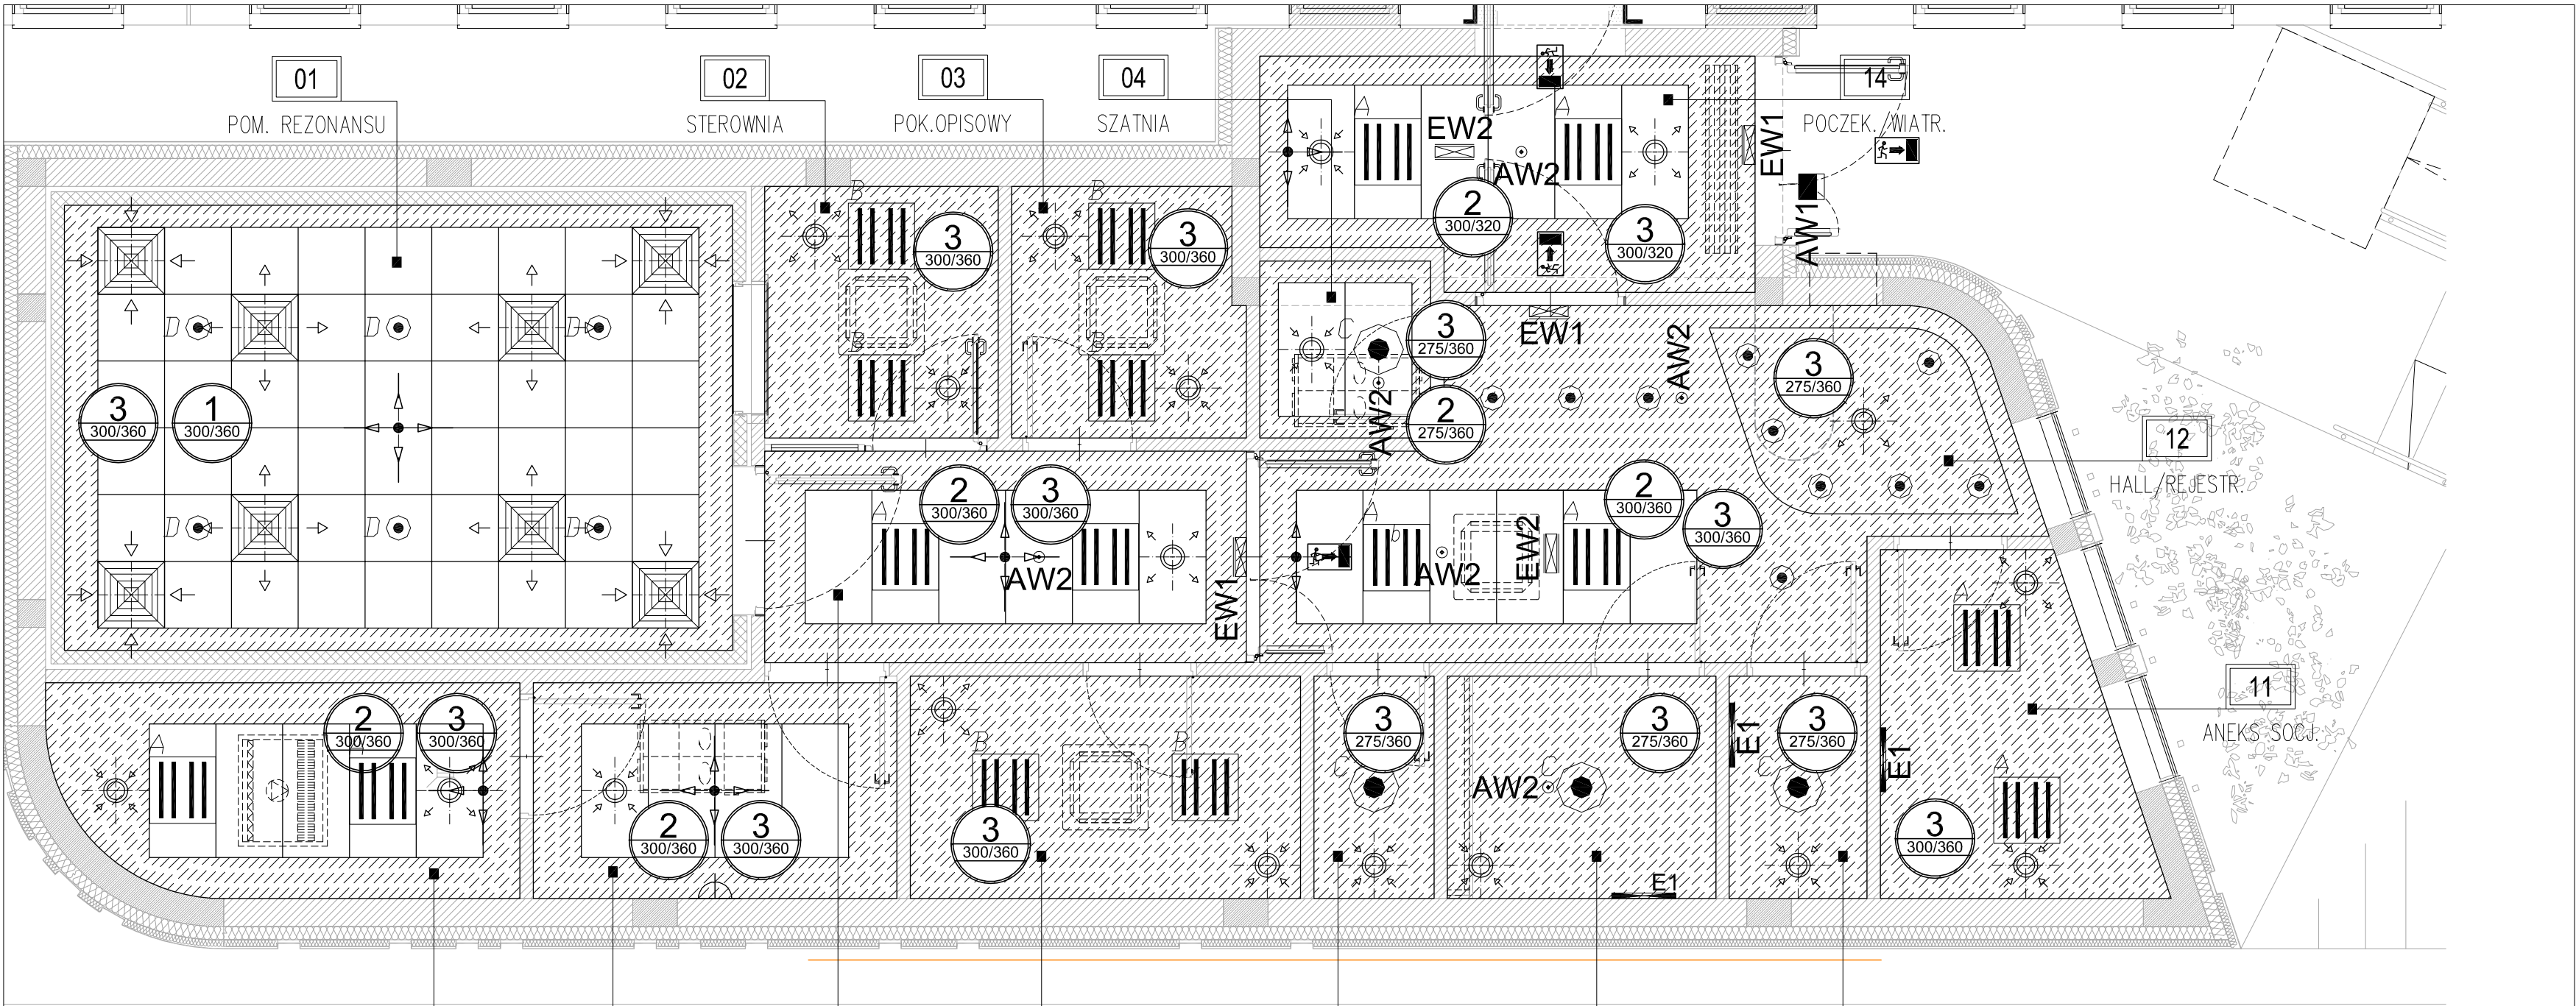 01
POM. REZONANSU
02
STEROWNIA
03
POK.OPISOWY
04
SZATNIA
14
POCZEK./WIATR.
A
A
EW2
AW2
EW1
AW1
2
300/320
3
300/320
B
3
300/360
B
3
300/360
D
D
D
B
B
C
3
275/360
EW1
AW2
3
275/360
3
300/360
1
300/360
AW2
2
275/360
12
HALL/REJESTR.
D
D
D
A
2
300/360
3
300/360
A
AW2
EW1
A
AW2
EW2
A
2
300/360
3
300/360
A
11
ANEKS SOCJ.
A
2
300/360
3
300/360
A
C
C
2
300/360
3
300/360
B
B
3
300/360
3
275/360
C
AW2
C
3
275/360
E1
E1
3
275/360
C
E1
A
3
300/360